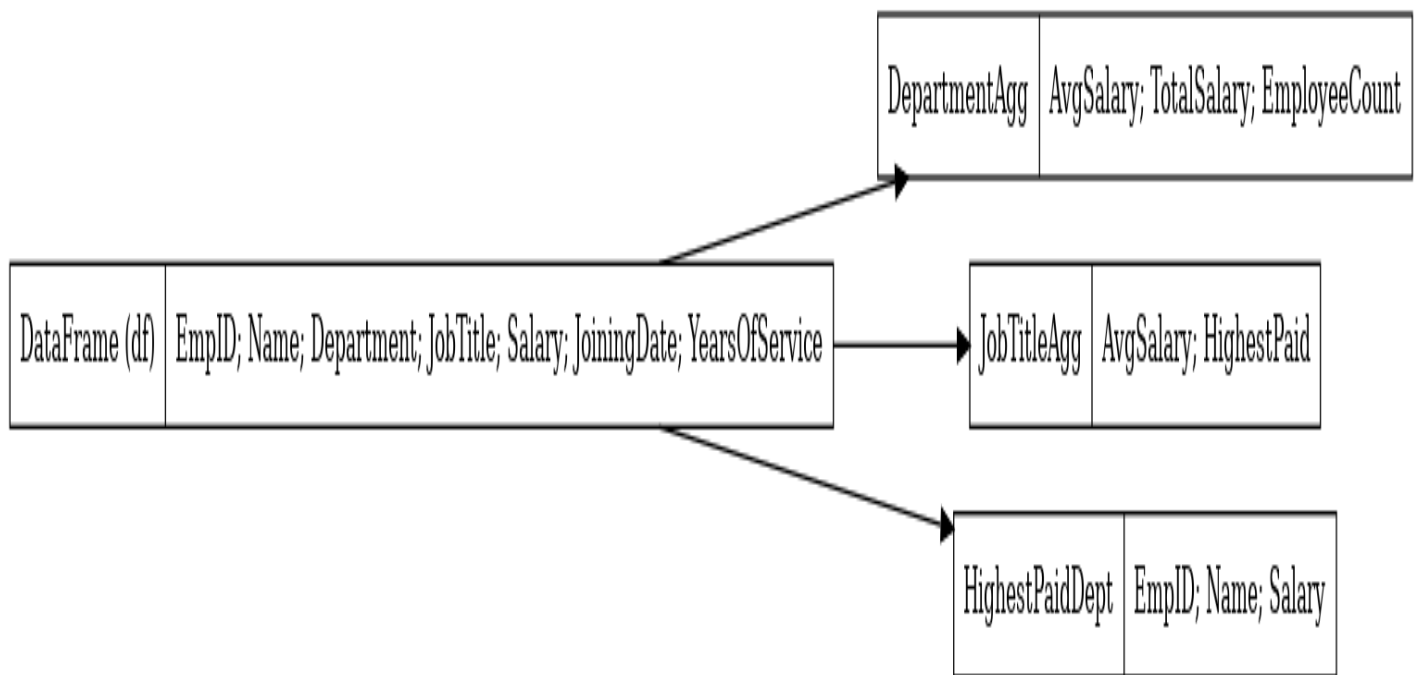 DepartmentAgg AvgSalary; TotalSalary; EmployeeCount
DataFrame (df) EmpID; Name; Department; JobTitle; Salary; JoiningDate; YearsOfService
JobTitleAgg AvgSalary; HighestPaid
HighestPaidDept EmpID; Name; Salary